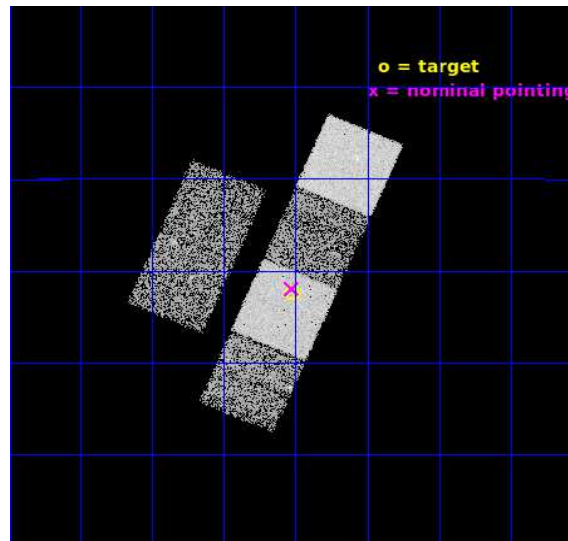 o = target
x = nominal pointing